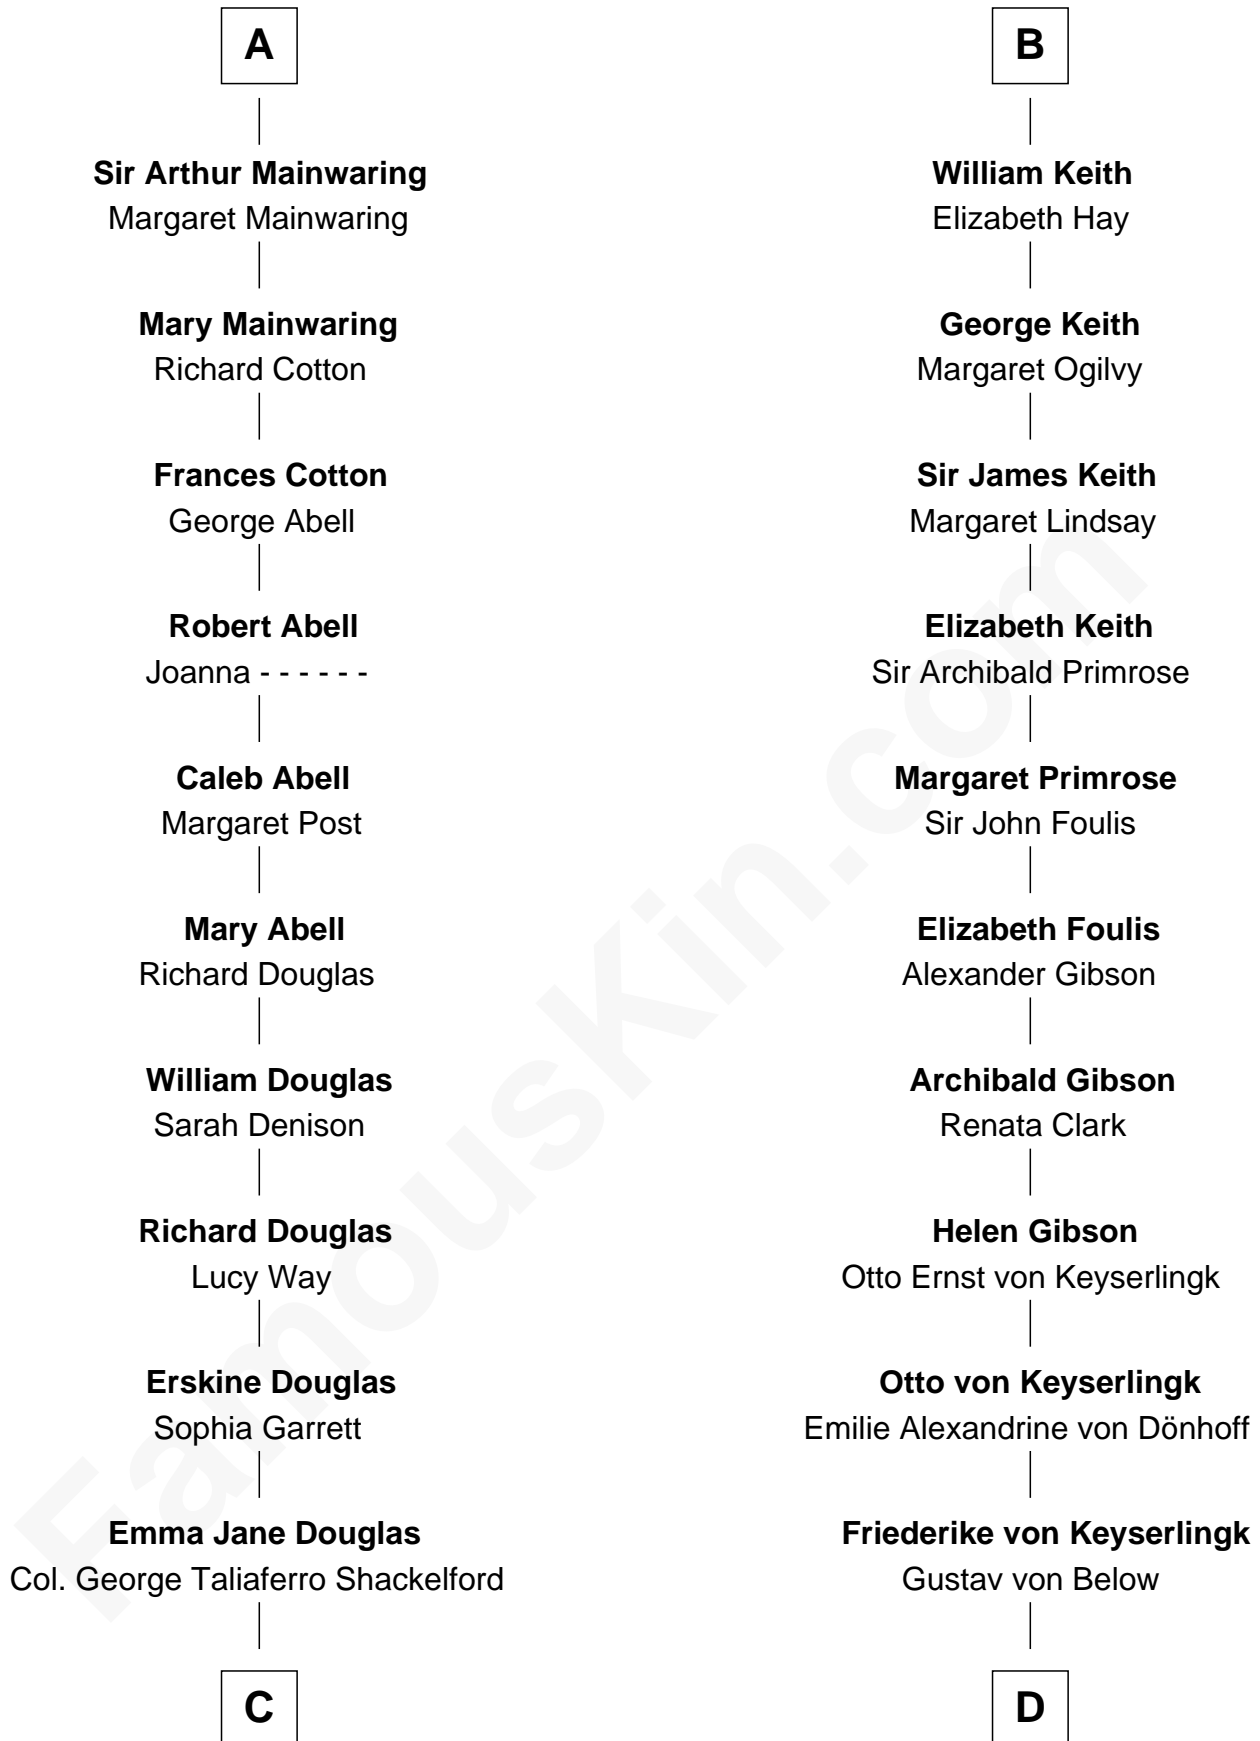 A
Sir Arthur Mainwaring
Margaret Mainwaring
Mary Mainwaring
Richard Cotton
Frances Cotton
George Abell
Robert Abell
Joanna - - - - - -
Caleb Abell
Margaret Post
Mary Abell
Richard Douglas
William Douglas
Sarah Denison
Richard Douglas
Lucy Way
Erskine Douglas
Sophia Garrett
Emma Jane Douglas
Col. George Taliaferro Shackelford
C
B
William Keith
Elizabeth Hay
George Keith
Margaret Ogilvy
Sir James Keith
Margaret Lindsay
Elizabeth Keith
Sir Archibald Primrose
Margaret Primrose
Sir John Foulis
Elizabeth Foulis
Alexander Gibson
Archibald Gibson
Renata Clark
Helen Gibson
Otto Ernst von Keyserlingk
Otto von Keyserlingk
Emilie Alexandrine von Dönhoff
Friederike von Keyserlingk
Gustav von Below
D
FamousKin.com